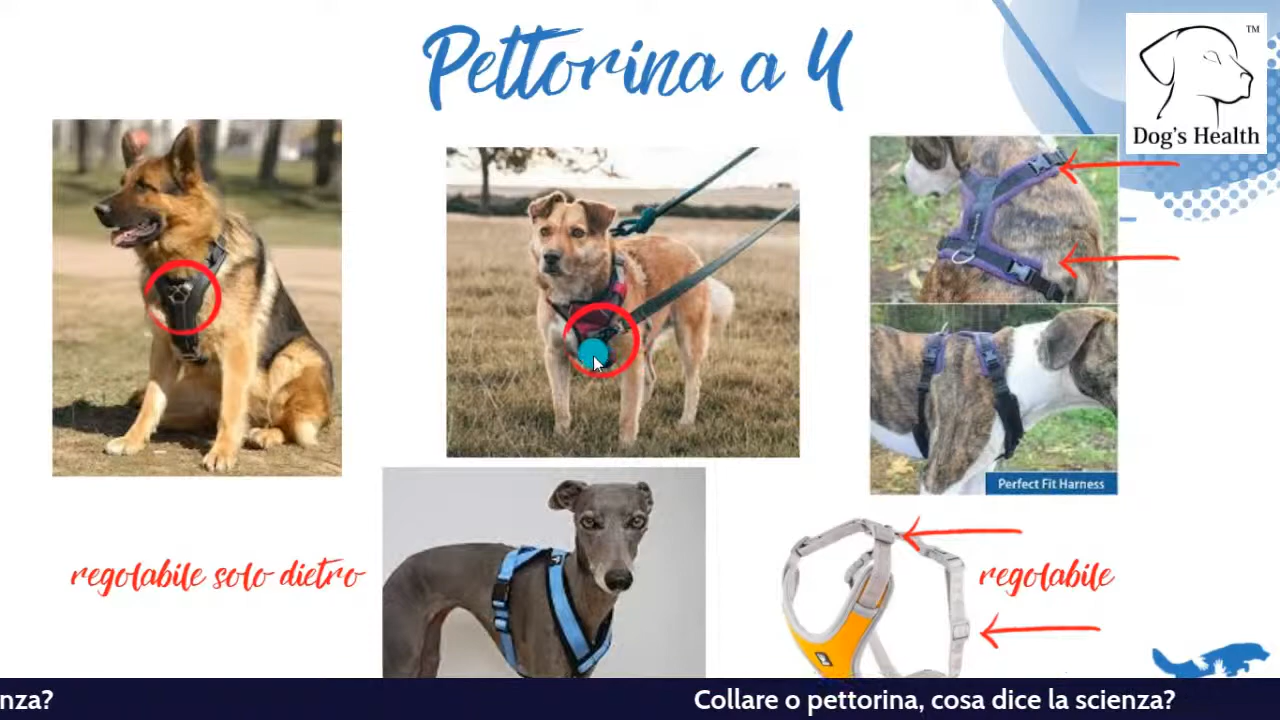 Pettorina a Y
TM
Dog's Health
Perfect Fit Harness
regolabile solo dietro
regolabile
nza?
Collare o pettorina, cosa dice la scienza?